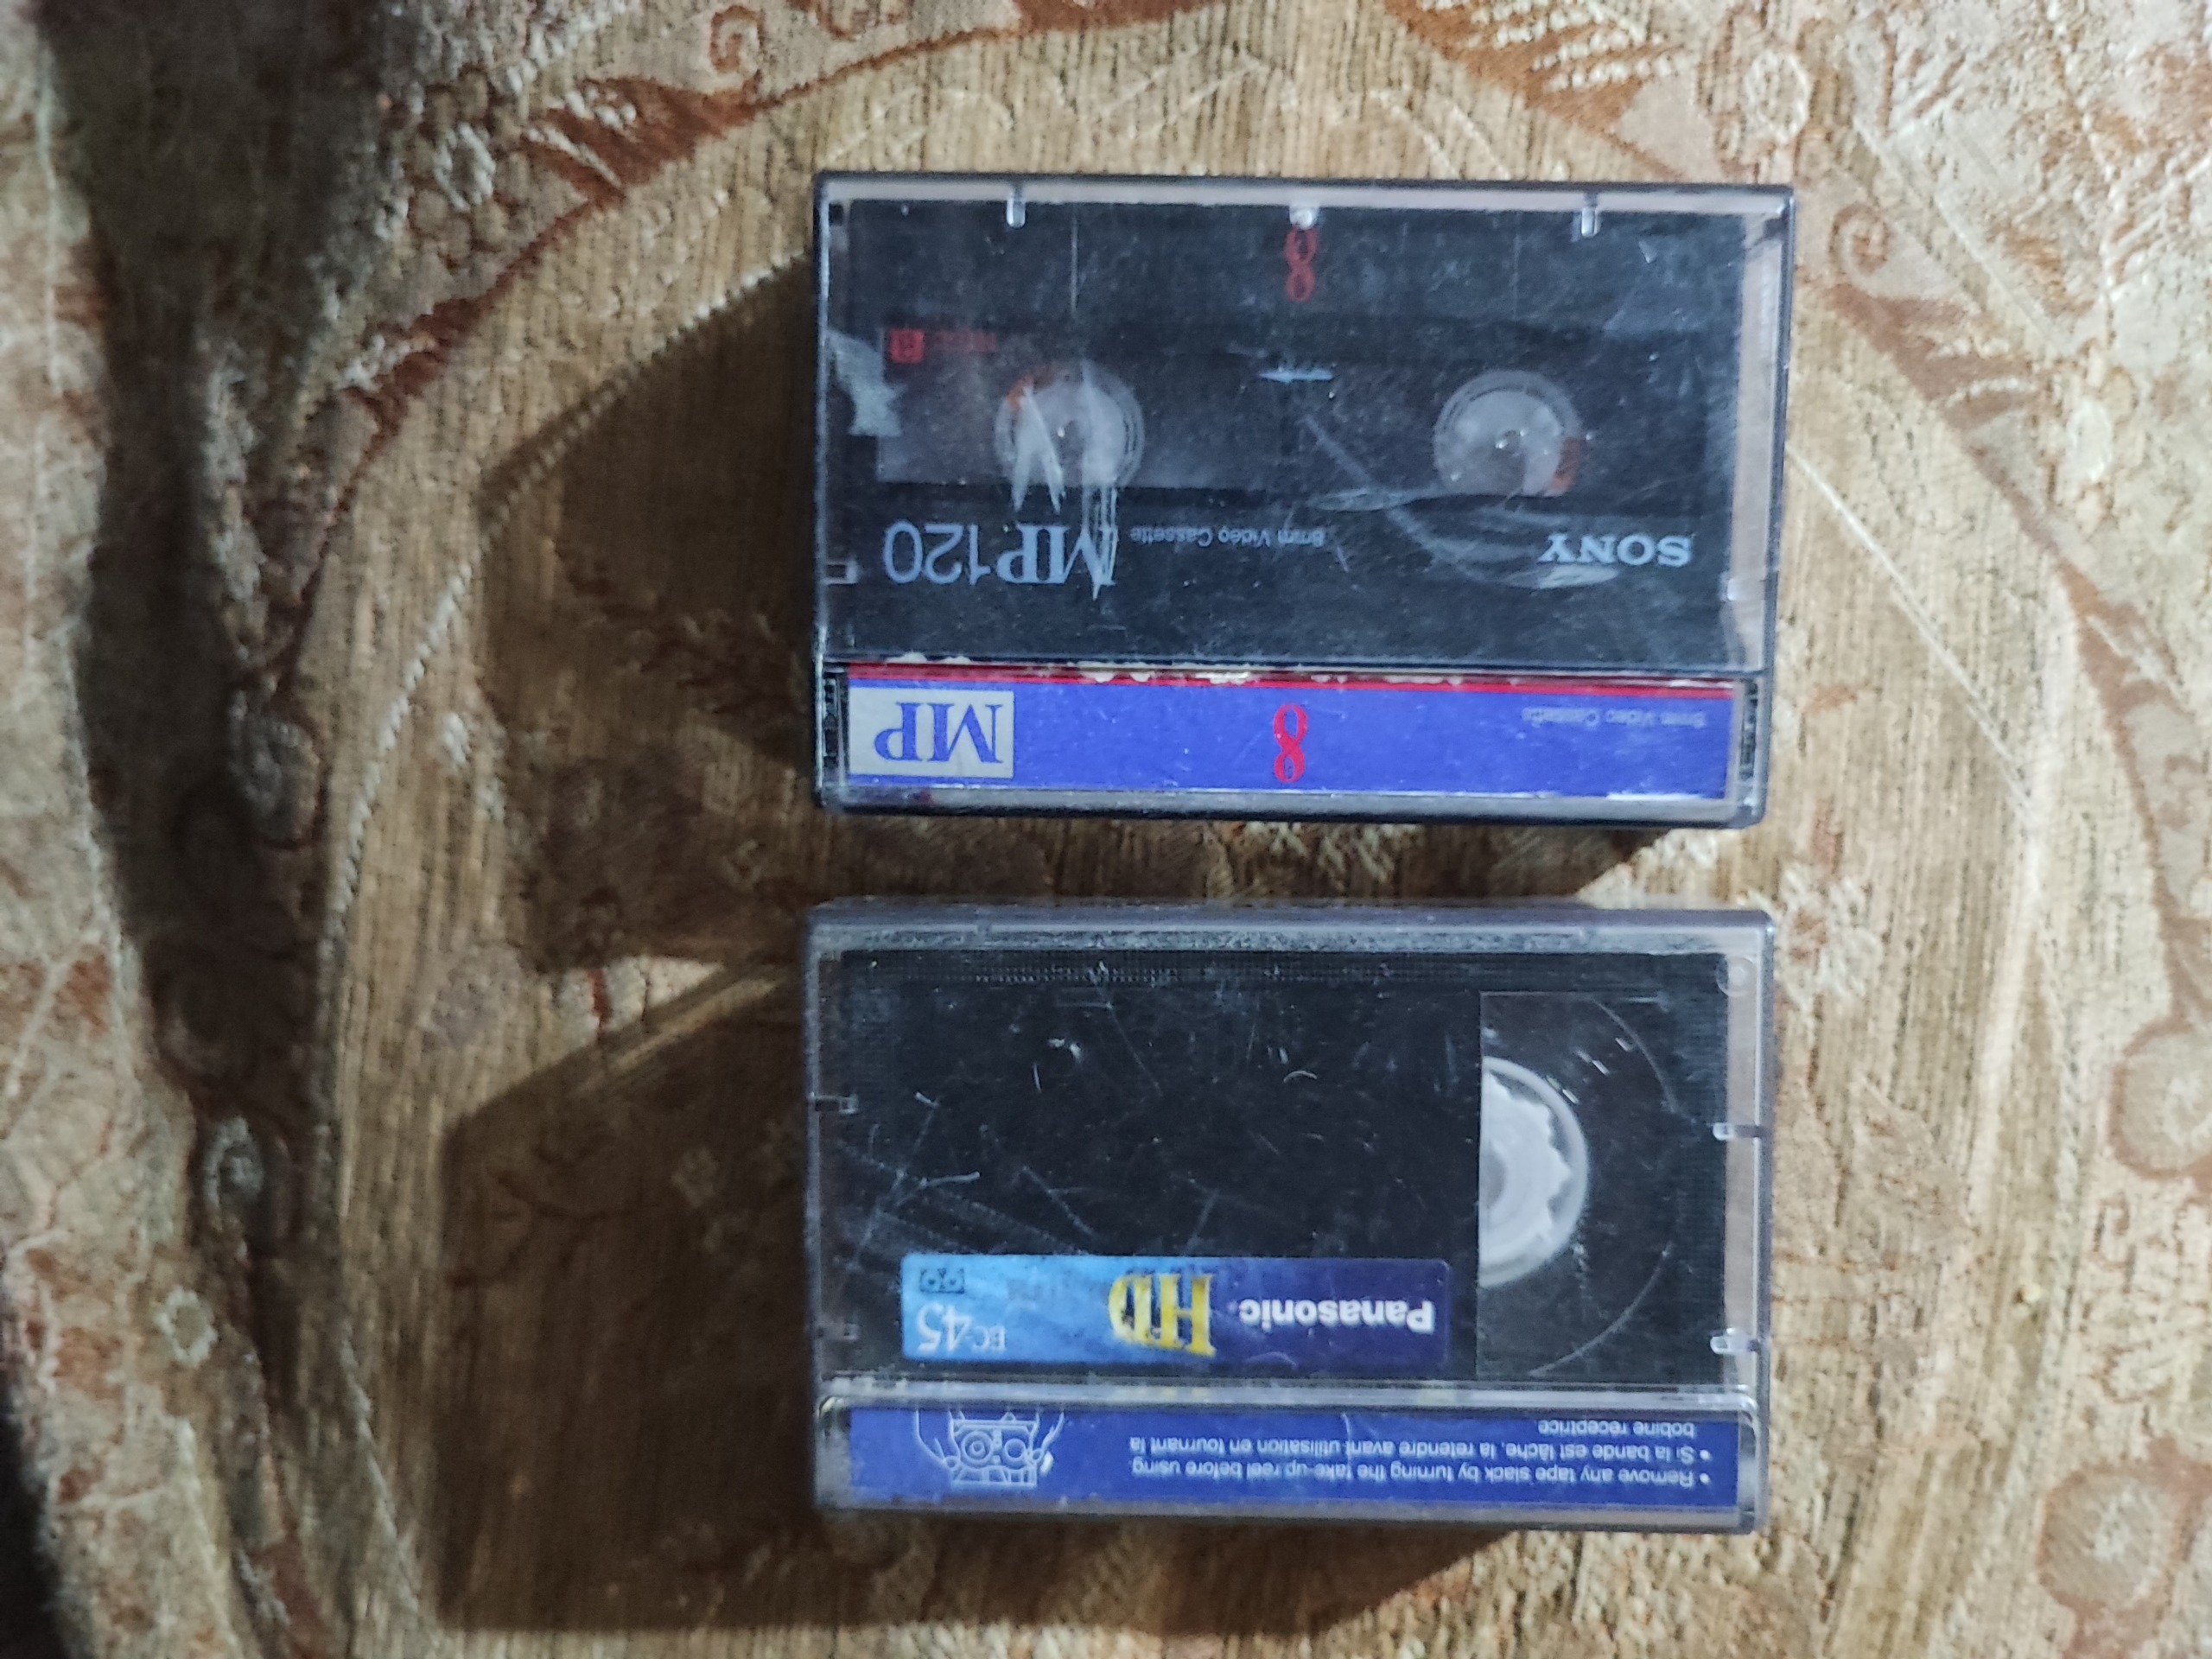 SONY
8mm Video Cassette
MP120
8
8mm Video Cassette
8
MP
• Remove any tape slack by turning the take-up reel before using.
• Si la bande est lâche, la retendre avant utilisation en tournant la
bobine réceptrice
Panasonic HD EC45